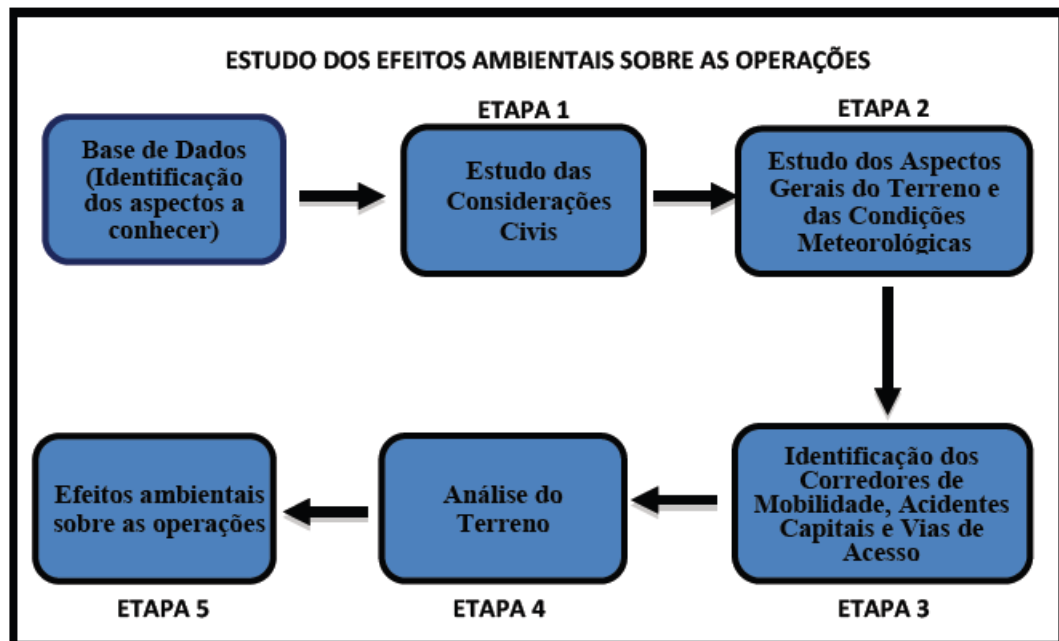 ESTUDO DOS EFEITOS AMBIENTAIS SOBRE AS OPERAÇÕES
Base de Dados
(Identificação
dos aspectos a
conhecer)
ETAPA 1
Estudo das
Considerações
Civis
ETAPA 2
Estudo dos Aspectos
Gerais do Terreno e
das Condições
Meteorológicas
Identificação dos
Corredores de
Mobilidade, Acidentes
Capitais e Vias de
Acesso
ETAPA 3
Análise do
Terreno
ETAPA 4
Efeitos ambientais
sobre as operações
ETAPA 5